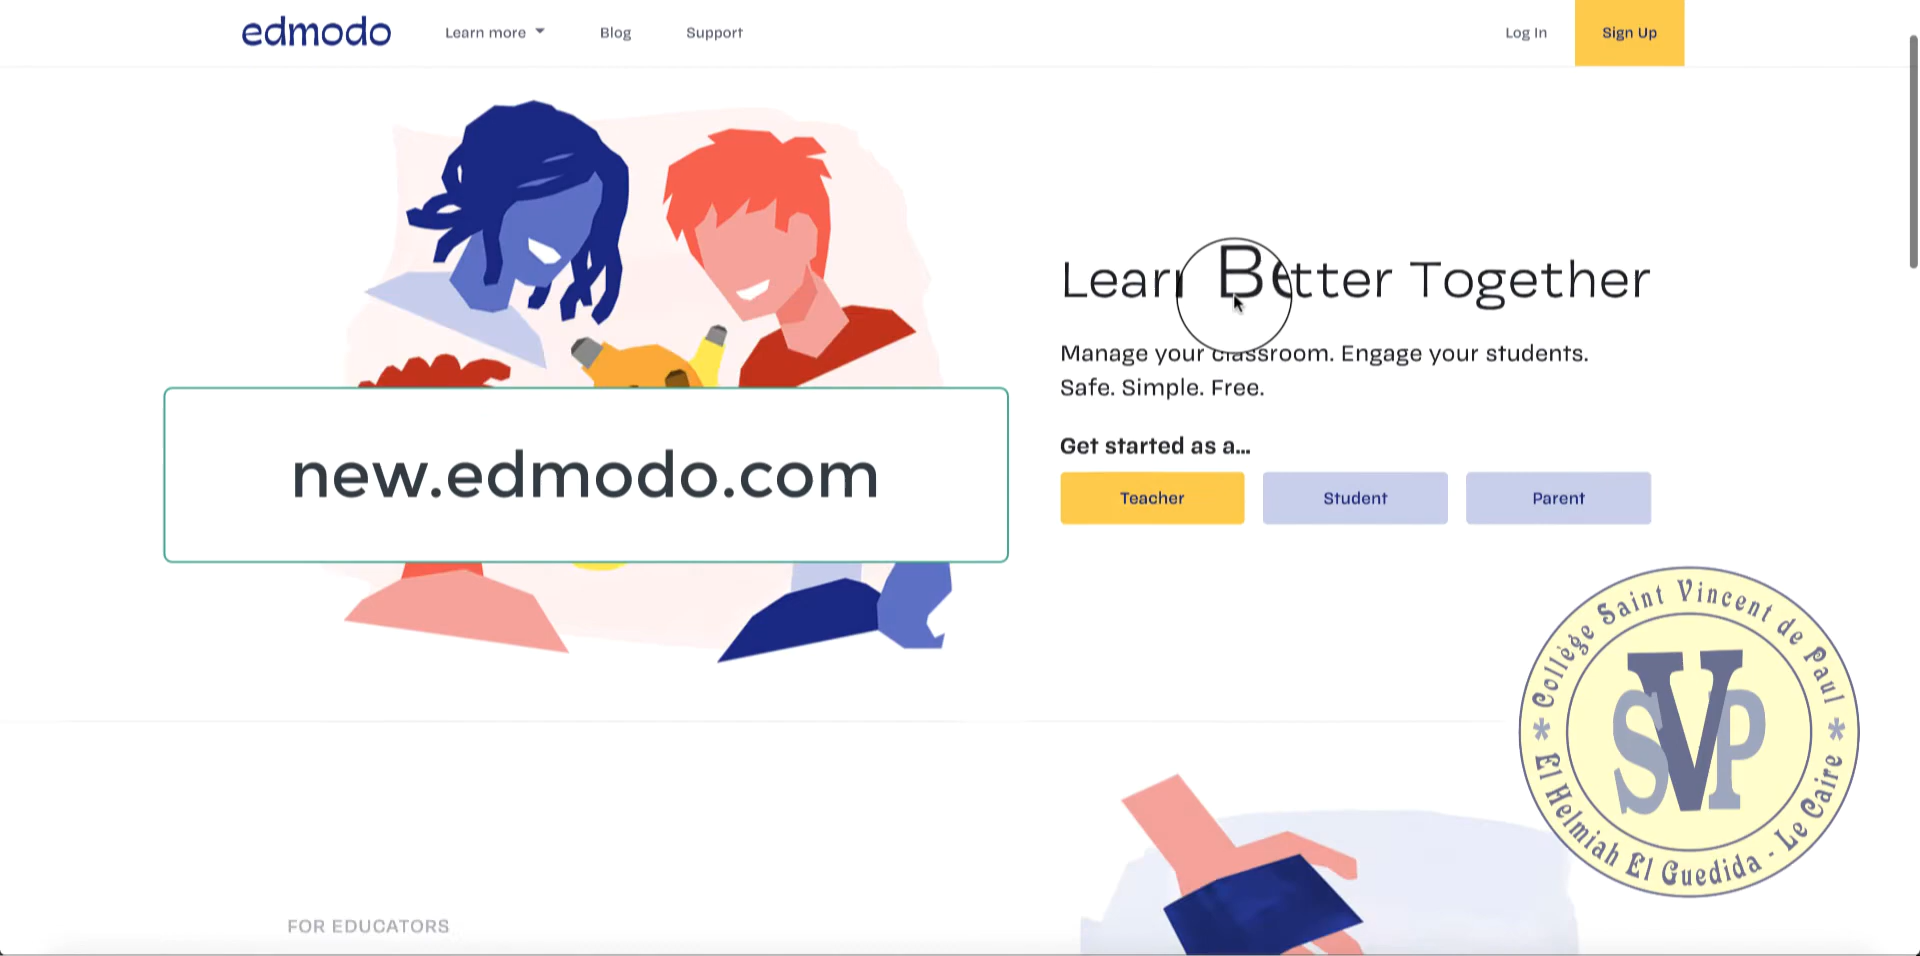 edmodo
Learn more
Blog
Support
Log In
Sign Up
Learn Better Together
Manage your classroom. Engage your students.
Safe. Simple. Free.
Get started as a...
Teacher
Student
Parent
new.edmodo.com
* Collège Saint Vincent de Paul *
El Helmiah El Guedida - Le Caire
SVP
FOR EDUCATORS